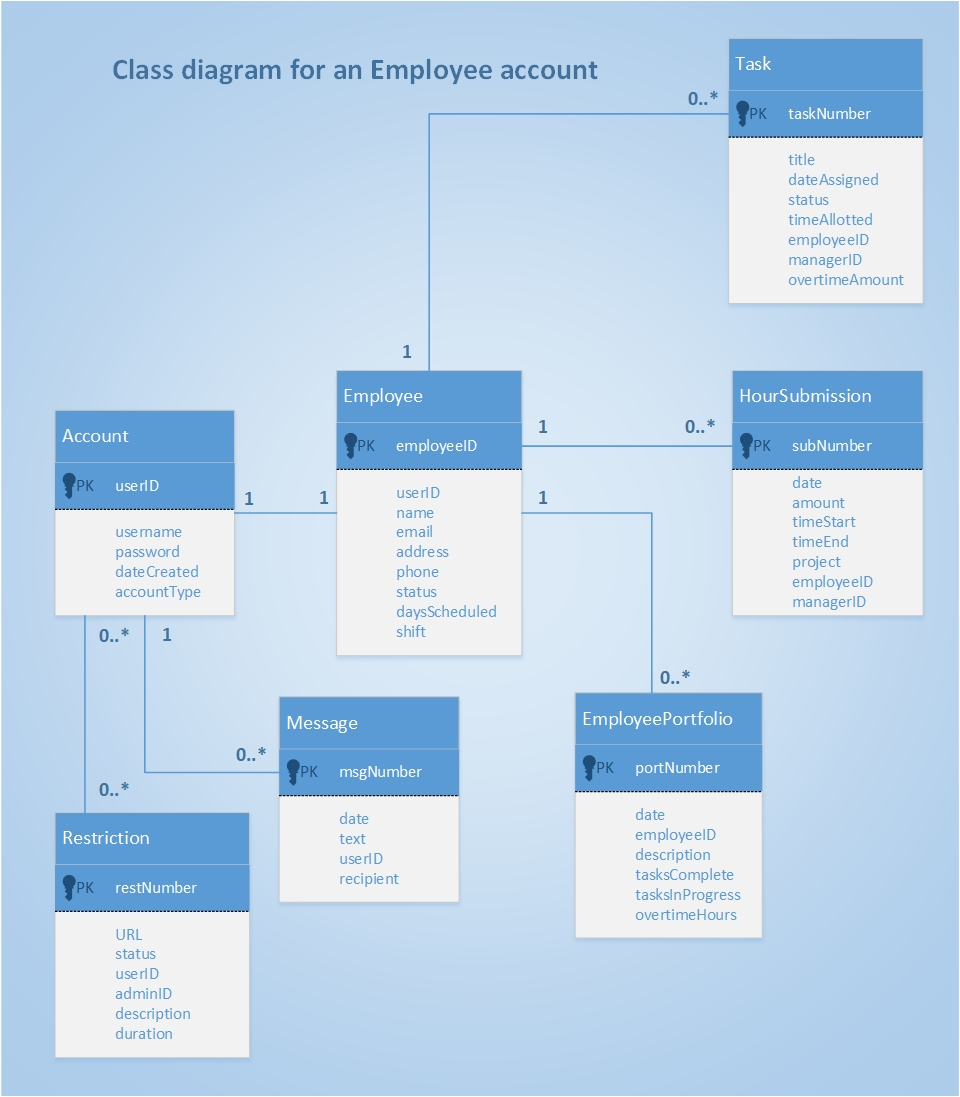 Class diagram for an Employee account
Task
0..*
PK taskNumber
title
dateAssigned
status
timeAllotted
employeeID
managerID
overtimeAmount
1
Employee
PK employeeID
userID
name
email
address
phone
status
daysScheduled
shift
1
0..*
HourSubmission
PK subNumber
date
amount
timeStart
timeEnd
project
employeeID
managerID
Account
PK userID
username
password
dateCreated
accountType
1
1
1
0..*
EmployeePortfolio
PK portNumber
date
employeeID
description
tasksComplete
tasksInProgress
overtimeHours
0..*
1
0..*
Message
PK msgNumber
date
text
userID
recipient
0..*
Restriction
PK restNumber
URL
status
userID
adminID
description
duration